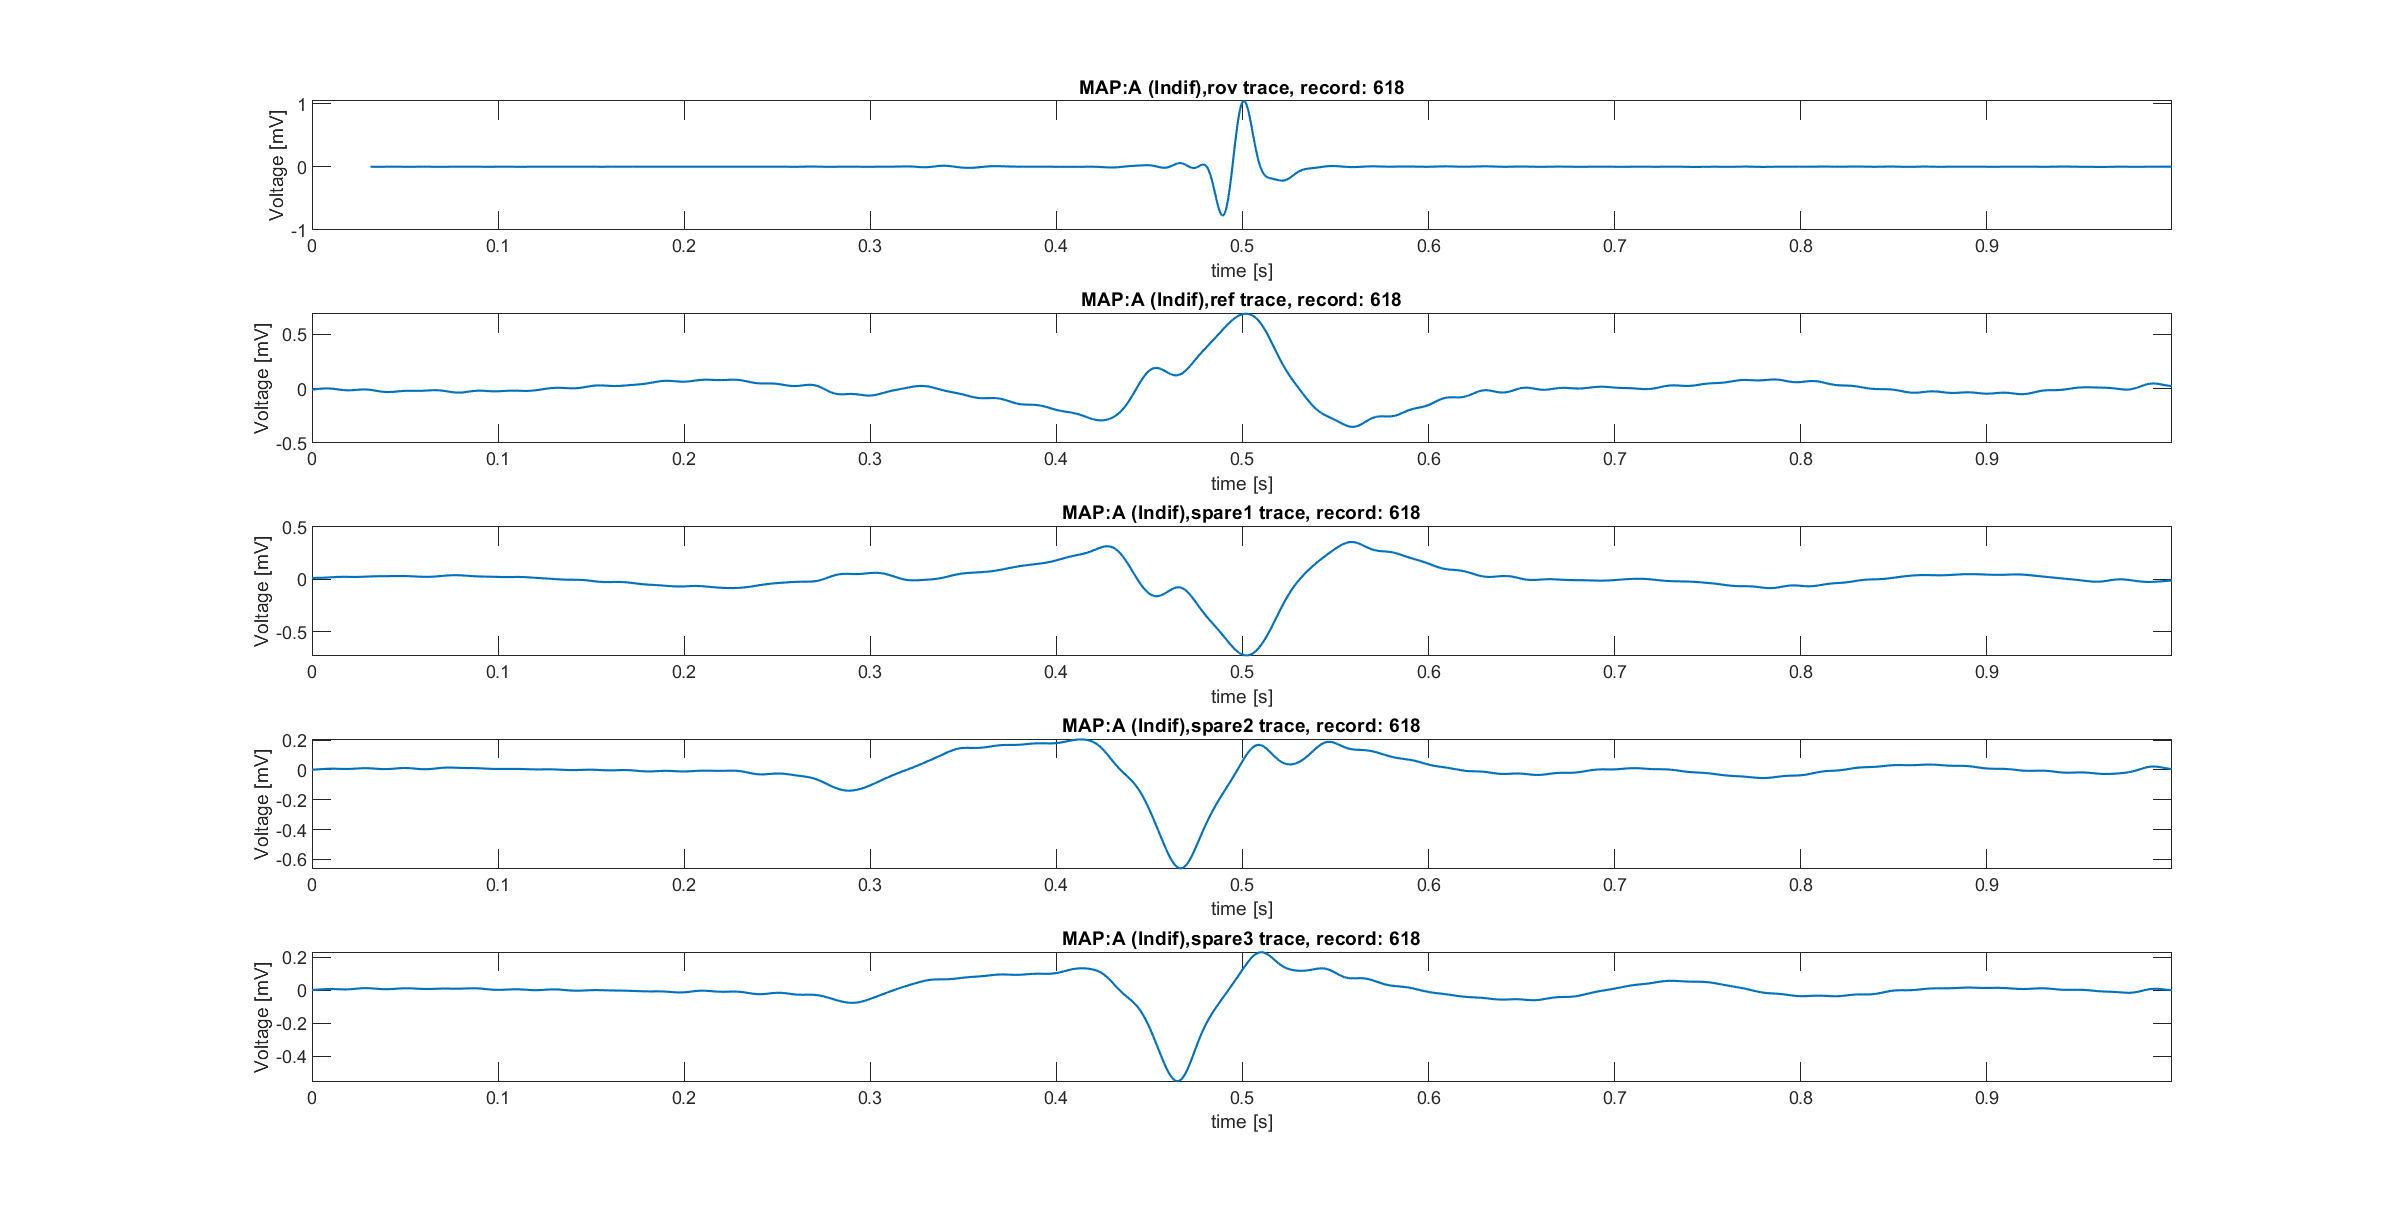 MAP:A (Indif),rov trace, record: 618
Voltage [mV]
1
0
-1
0 0.1 0.2 0.3 0.4 0.5 0.6 0.7 0.8 0.9
time [s]
MAP:A (Indif),ref trace, record: 618
Voltage [mV]
0.5
0
-0.5
0 0.1 0.2 0.3 0.4 0.5 0.6 0.7 0.8 0.9
time [s]
MAP:A (Indif),spare1 trace, record: 618
Voltage [mV]
0.5
0
-0.5
0 0.1 0.2 0.3 0.4 0.5 0.6 0.7 0.8 0.9
time [s]
MAP:A (Indif),spare2 trace, record: 618
Voltage [mV]
0.2
0
-0.2
-0.4
-0.6
0 0.1 0.2 0.3 0.4 0.5 0.6 0.7 0.8 0.9
time [s]
MAP:A (Indif),spare3 trace, record: 618
Voltage [mV]
0.2
0
-0.2
-0.4
0 0.1 0.2 0.3 0.4 0.5 0.6 0.7 0.8 0.9
time [s]